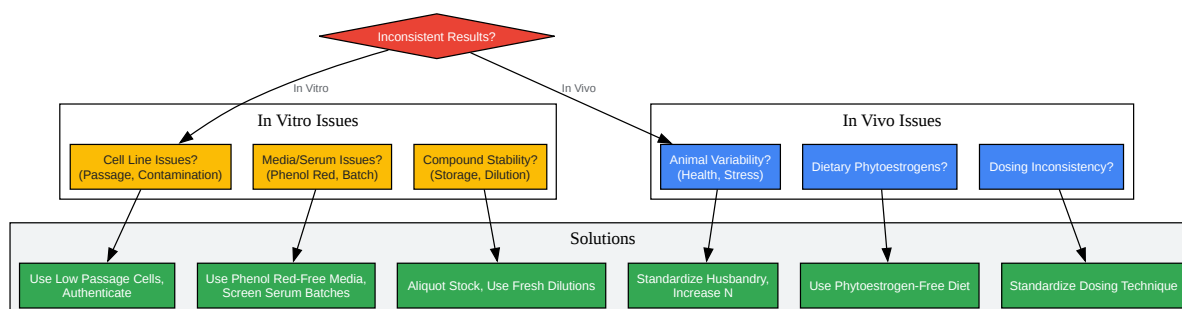 Inconsistent Results?
In Vitro
In Vivo
In Vitro Issues
Cell Line Issues?
(Passage, Contamination)
Media/Serum Issues?
(Phenol Red, Batch)
Compound Stability?
(Storage, Dilution)
In Vivo Issues
Animal Variability?
(Health, Stress)
Dietary Phytoestrogens?
Dosing Inconsistency?
Solutions
Use Low Passage Cells,
Authenticate
Use Phenol Red-Free Media,
Screen Serum Batches
Aliquot Stock, Use Fresh Dilutions
Standardize Husbandry,
Increase N
Use Phytoestrogen-Free Diet
Standardize Dosing Technique